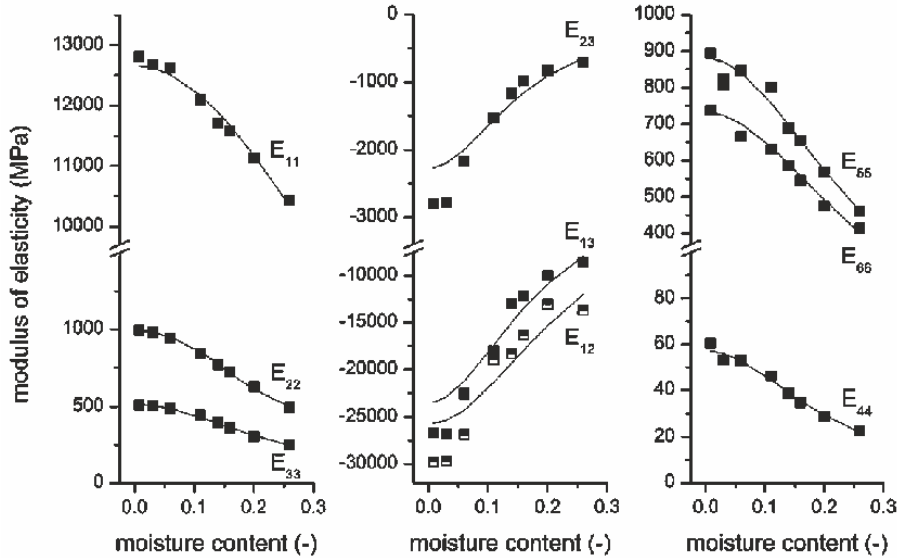 modulus of elasticity (MPa)
13000
12000
11000
10000
1000
500
0
E11
E22
E33
0.0 0.1 0.2 0.3
moisture content (-)
0
-1000
-2000
-3000
-10000
-15000
-20000
-25000
-30000
E23
E13
E12
0.0 0.1 0.2 0.3
moisture content (-)
1000
900
800
700
600
500
400
60
40
20
0
E55
E66
E44
0.0 0.1 0.2 0.3
moisture content (-)